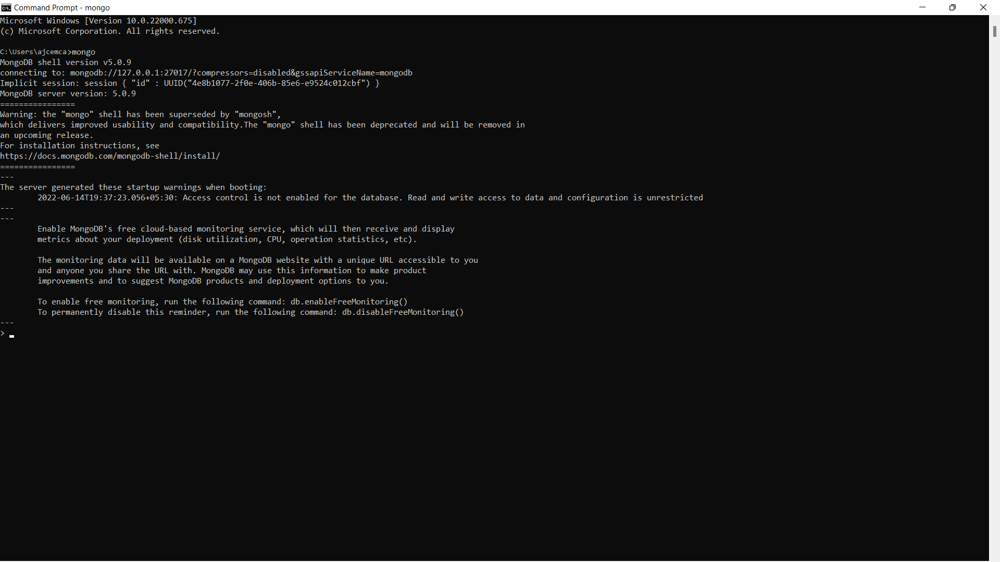 Command Prompt - mongo
Microsoft Windows [Version 10.0.22000.675]
(c) Microsoft Corporation. All rights reserved.
C:\Users\ajcemca>mongo
MongoDB shell version v5.0.9
connecting to: mongodb://127.0.0.1:27017/?compressors=disabled&gssapiServiceName=mongodb
Implicit session: session { "id" : UUID("4e8b1077-2f0e-406b-85e6-e9524c012cbf") }
MongoDB server version: 5.0.9
================
Warning: the "mongo" shell has been superseded by "mongosh",
which delivers improved usability and compatibility.The "mongo" shell has been deprecated and will be removed in
an upcoming release.
For installation instructions, see
https://docs.mongodb.com/mongodb-shell/install/
================
---
The server generated these startup warnings when booting:
        2022-06-14T19:37:23.056+05:30: Access control is not enabled for the database. Read and write access to data and configuration is unrestricted
---
---
        Enable MongoDB's free cloud-based monitoring service, which will then receive and display
        metrics about your deployment (disk utilization, CPU, operation statistics, etc).
        The monitoring data will be available on a MongoDB website with a unique URL accessible to you
        and anyone you share the URL with. MongoDB may use this information to make product
        improvements and to suggest MongoDB products and deployment options to you.
        To enable free monitoring, run the following command: db.enableFreeMonitoring()
        To permanently disable this reminder, run the following command: db.disableFreeMonitoring()
---
>